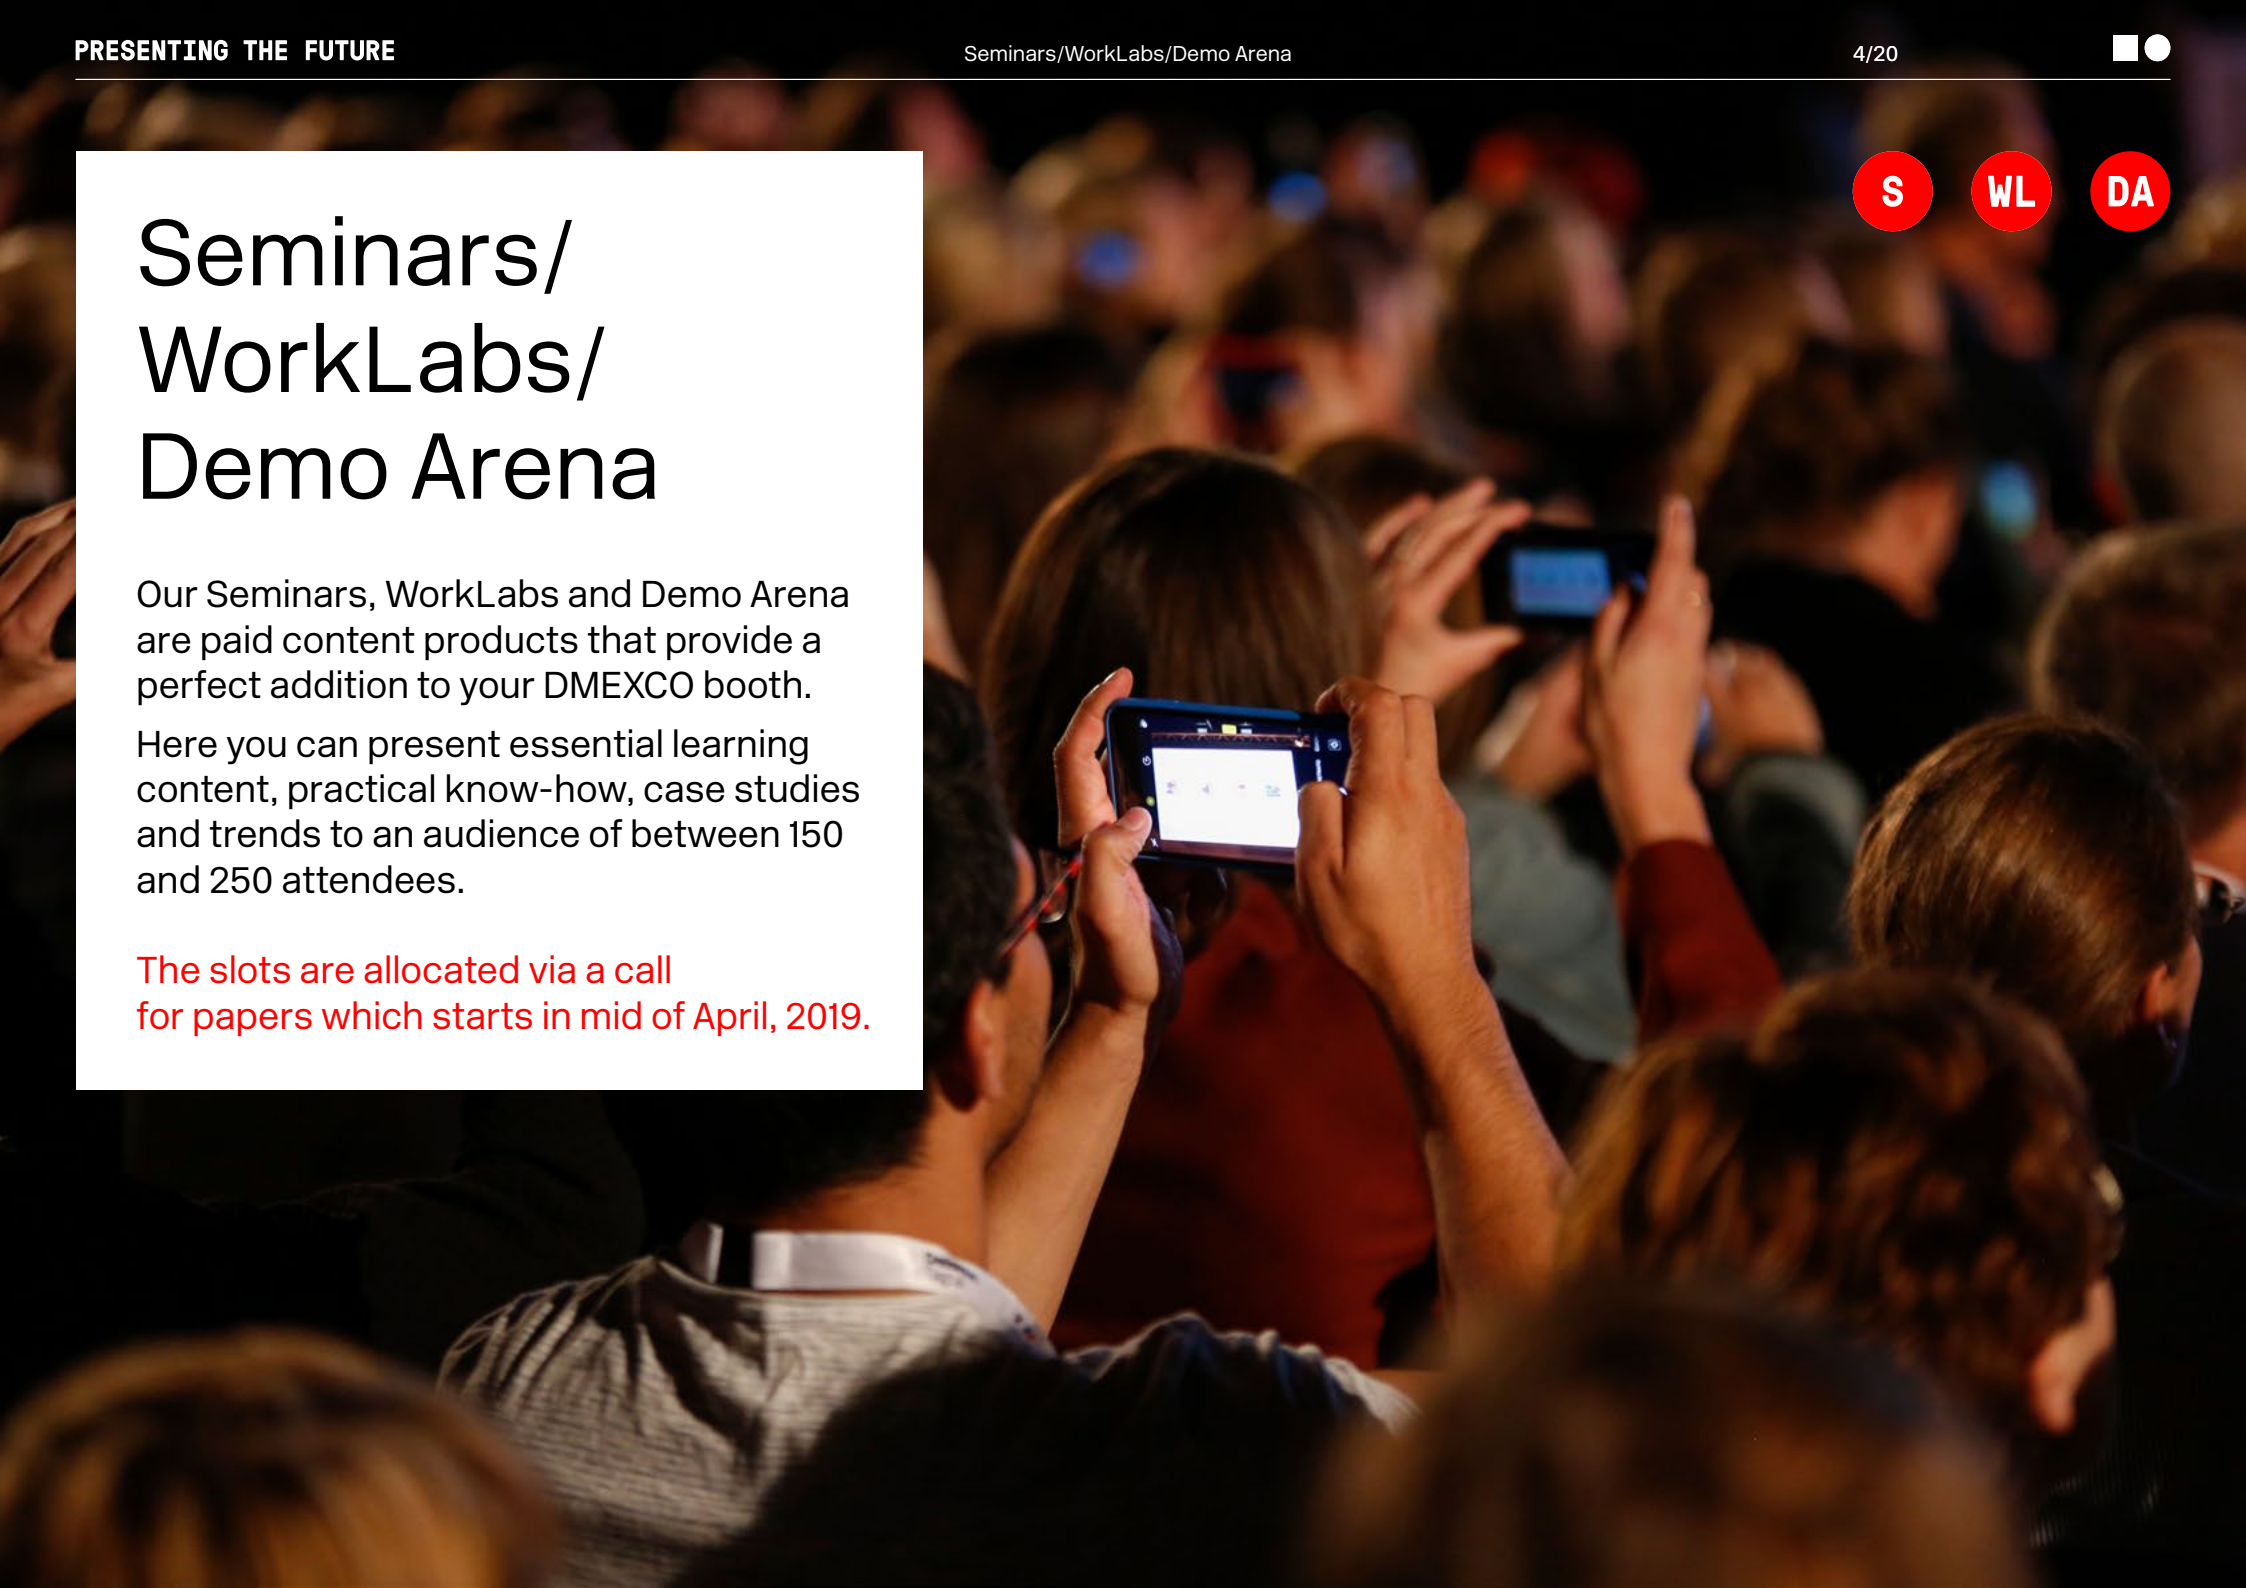 PRESENTING THE FUTURE
Seminars/WorkLabs/Demo Arena
4/20
S
WL
DA
Seminars/
WorkLabs/
Demo Arena
Our Seminars, WorkLabs and Demo Arena
are paid content products that provide a
perfect addition to your DMEXCO booth.
Here you can present essential learning
content, practical know-how, case studies
and trends to an audience of between 150
and 250 attendees.
The slots are allocated via a call
for papers which starts in mid of April, 2019.